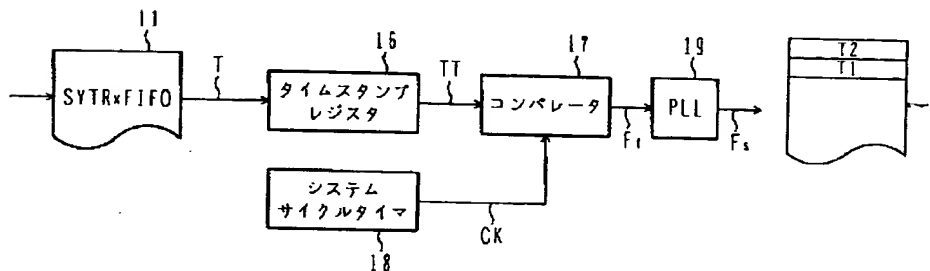 11
SYTRxFIFO
T
16
タイムスタンプ
レジスタ
TT
17
コンパレータ
Fr
19
PLL
Fs
T2
T1
システム
サイクルタイマ
18
CK